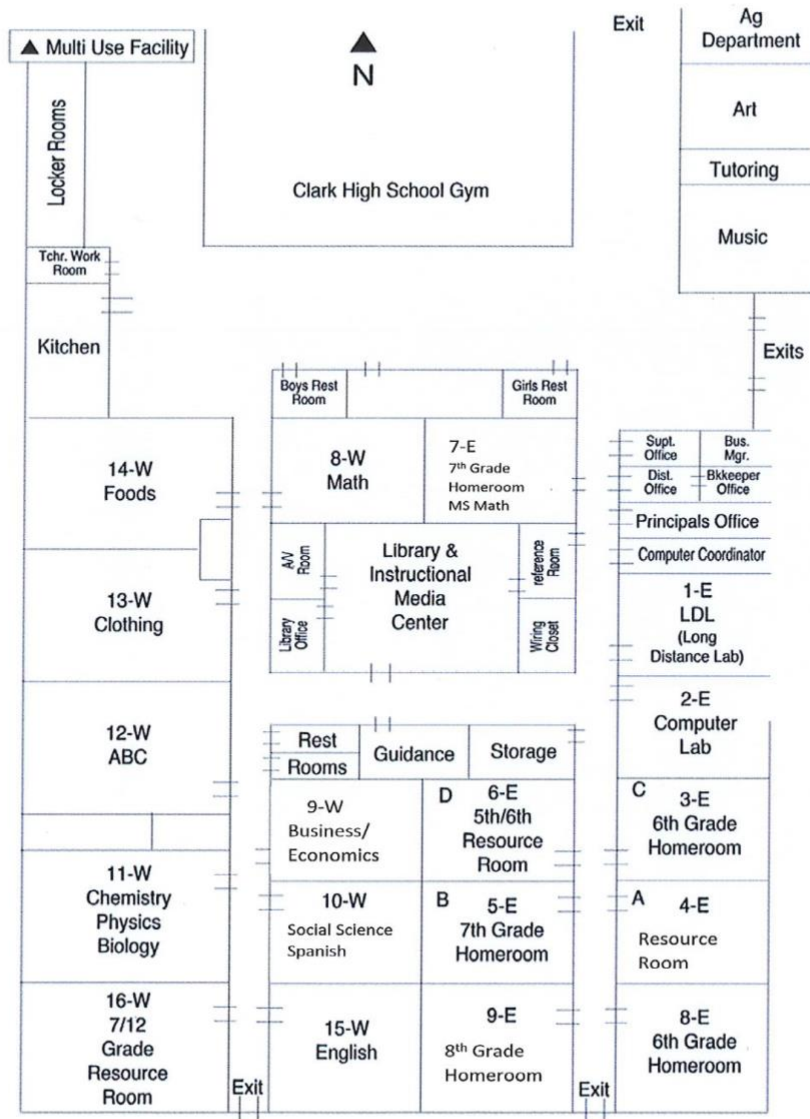 Exit
Ag
Department
▲ Multi Use Facility
N
Locker Rooms
Art
Clark High School Gym
Tutoring
Music
Tchr. Work
Room
Kitchen
Exits
Boys Rest
Room
Girls Rest
Room
14-W
Foods
8-W
Math
7-E
7th Grade
Homeroom
MS Math
Supt.
Office
Bus.
Mgr.
Dist.
Office
Bkkeeper
Office
Principals Office
Computer Coordinator
A/V
Room
Library &
Instructional
Media
Center
reference
Room
13-W
Clothing
Library
Office
Wiring
Closet
1-E
LDL
(Long
Distance Lab)
12-W
ABC
Rest
Rooms
Guidance
Storage
2-E
Computer
Lab
9-W
Business/
Economics
D
6-E
5th/6th
Resource
Room
C
3-E
6th Grade
Homeroom
11-W
Chemistry
Physics
Biology
10-W
Social Science
Spanish
B
5-E
7th Grade
Homeroom
A
4-E
Resource
Room
16-W
7/12
Grade
Resource
Room
15-W
English
9-E
8th Grade
Homeroom
8-E
6th Grade
Homeroom
Exit
Exit